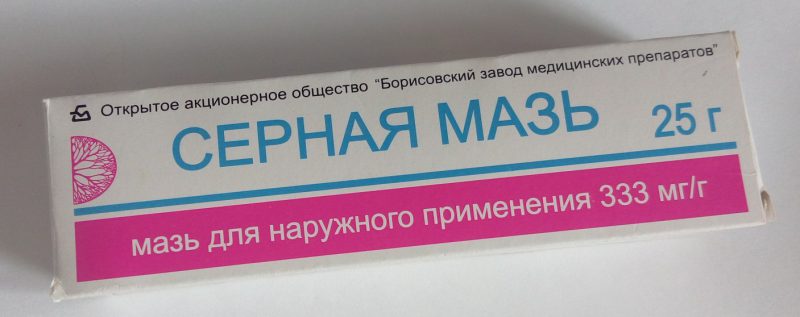 Открытое акционерное общество "Борисовский завод медицинских препаратов"
СЕРНАЯ МАЗЬ 25 г
мазь для наружного применения 333 мг/г